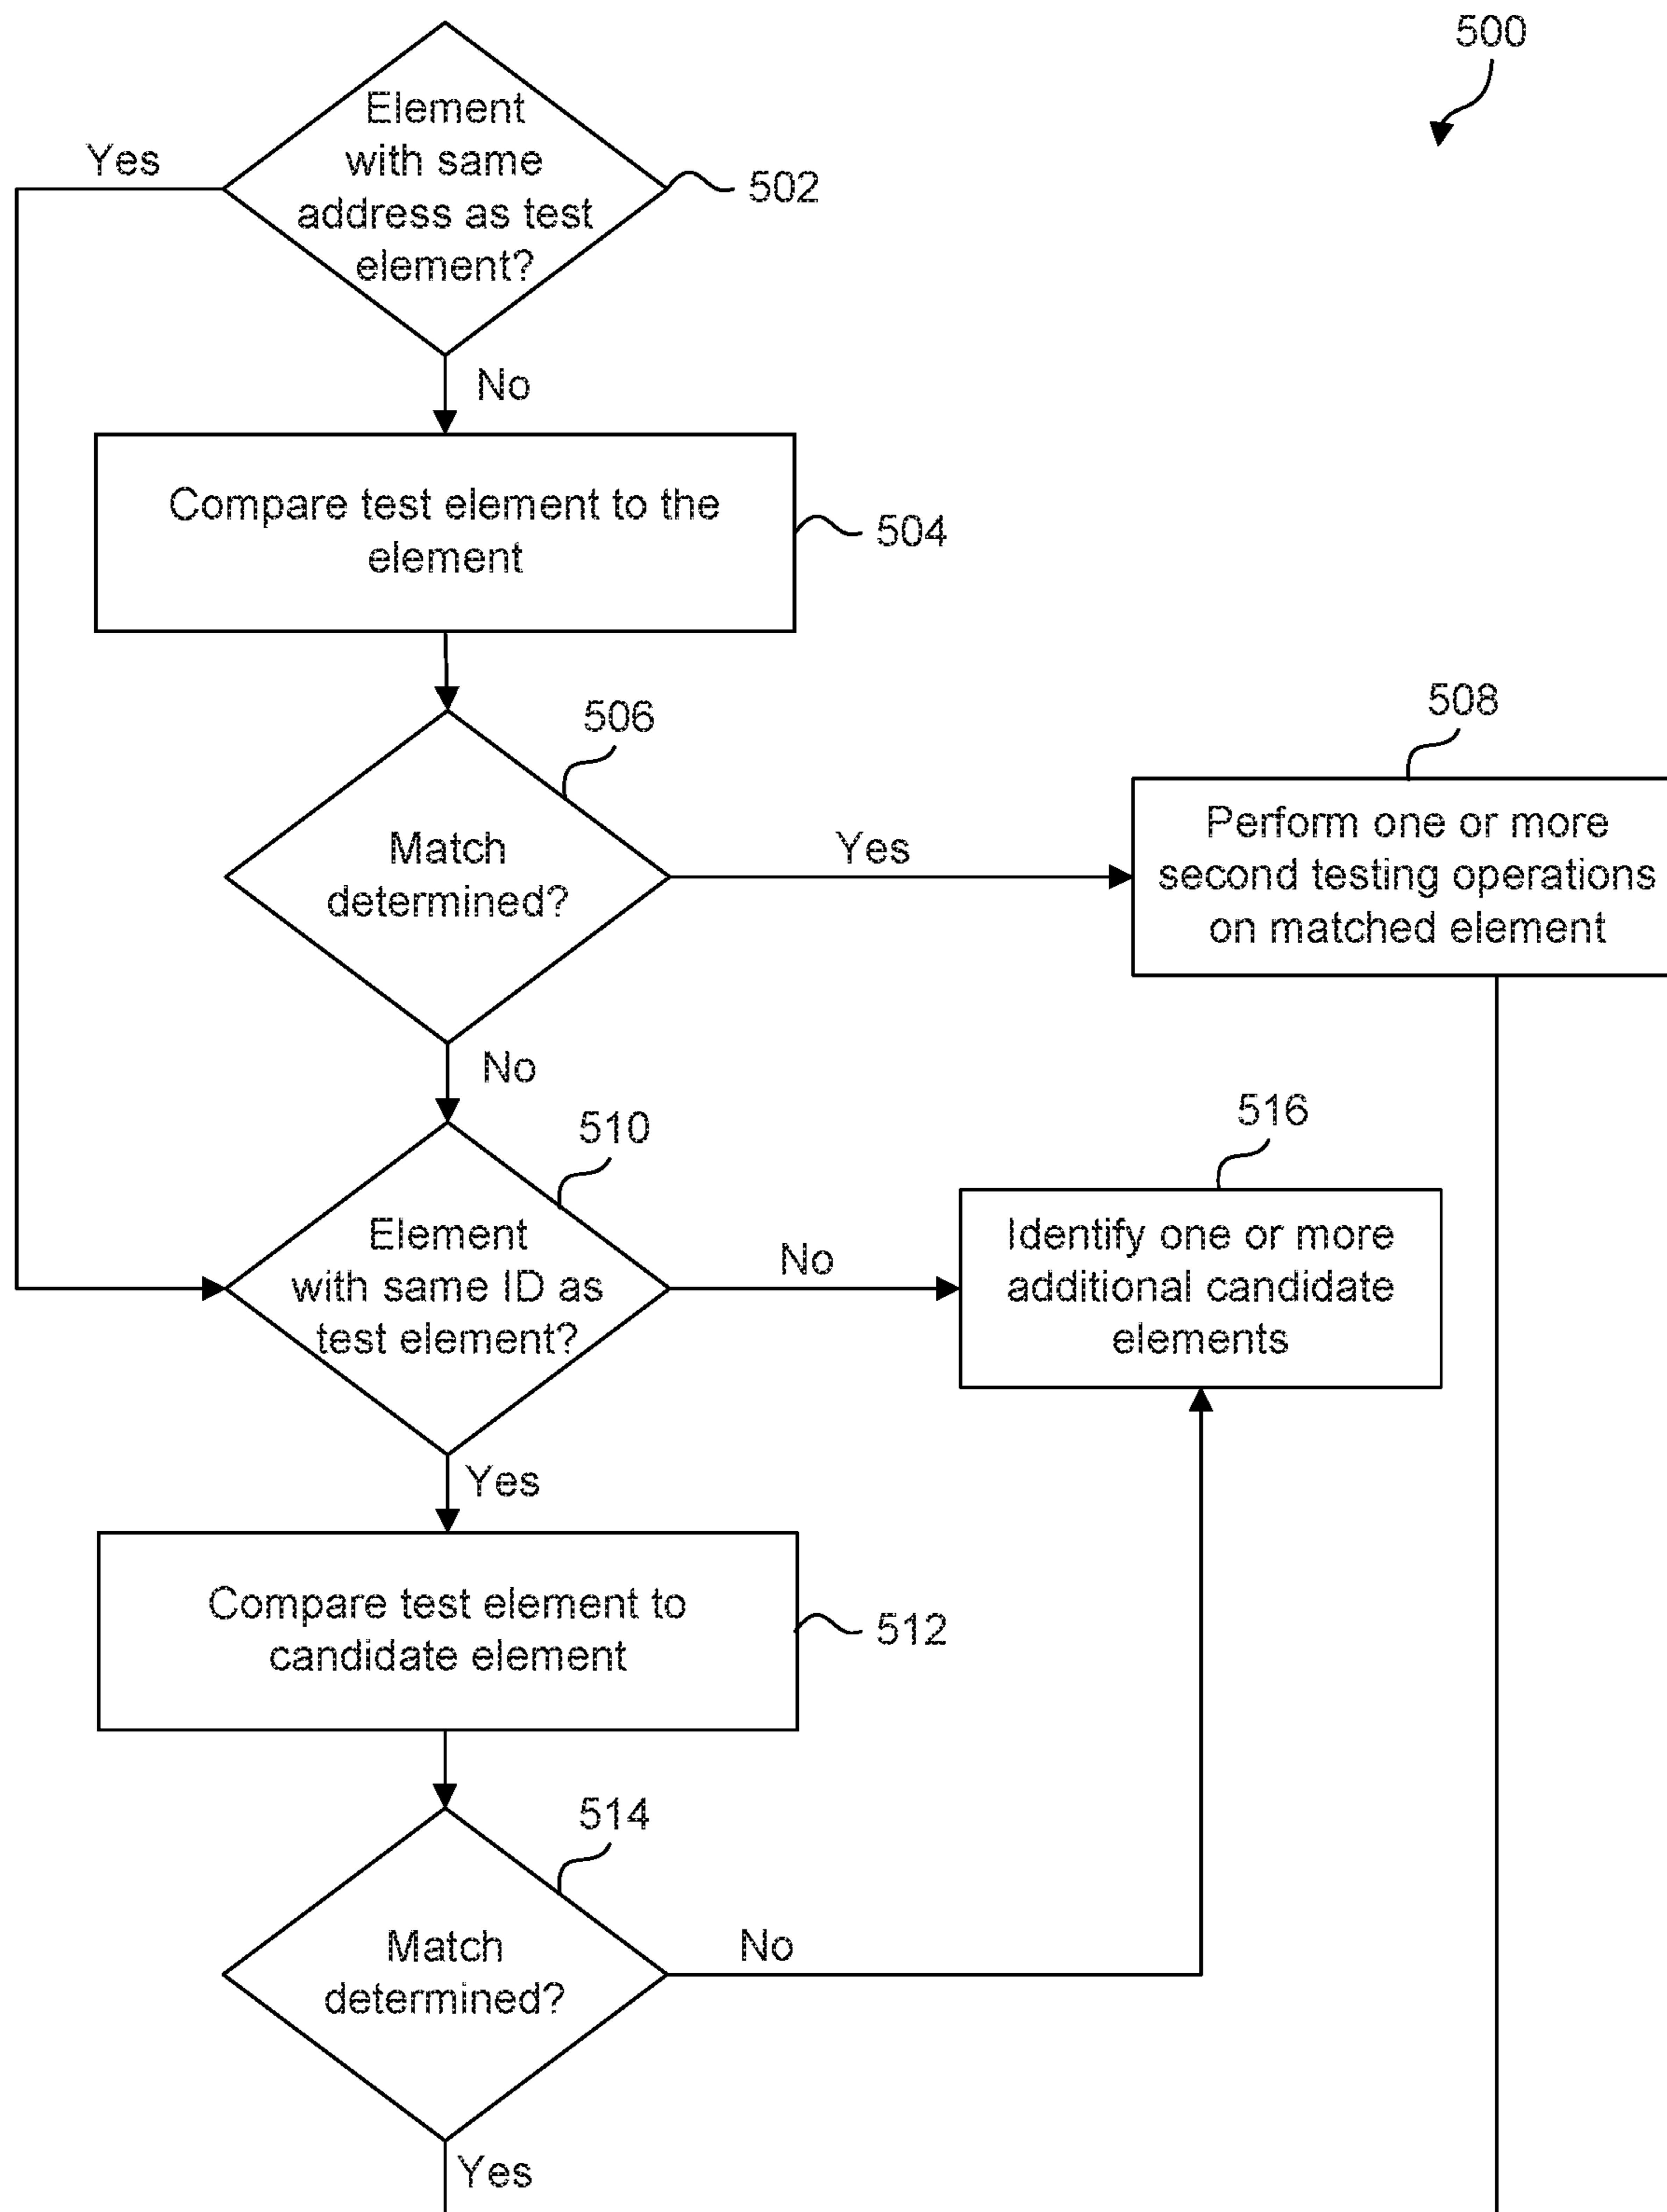 500
Element
with same
address as test
element?
Yes
502
No
Compare test element to the
element
504
506
Match
determined?
Yes
508
Perform one or more
second testing operations
on matched element
No
510
Element
with same ID as
test element?
No
516
Identify one or more
additional candidate
elements
Yes
Compare test element to
candidate element
512
514
Match
determined?
No
Yes